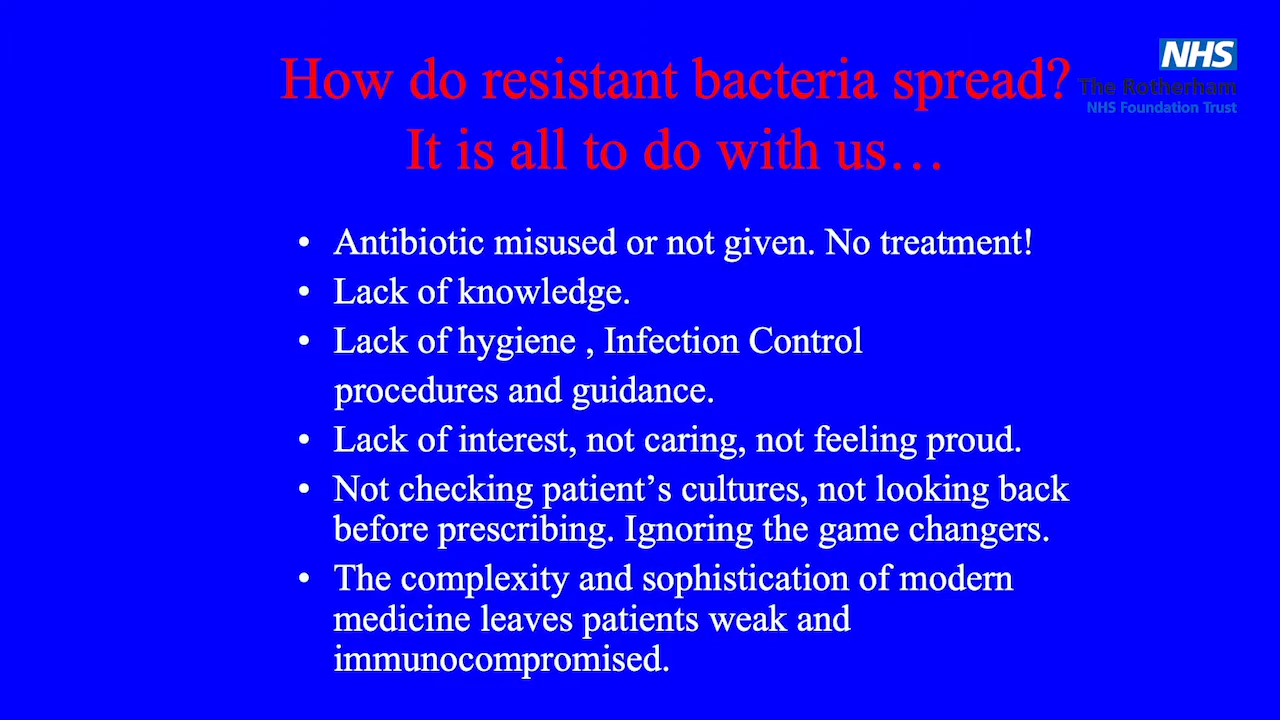 NHS
The Rotherham
NHS Foundation Trust
How do resistant bacteria spread?
It is all to do with us…
• Antibiotic misused or not given. No treatment!
• Lack of knowledge.
• Lack of hygiene , Infection Control
procedures and guidance.
• Lack of interest, not caring, not feeling proud.
• Not checking patient’s cultures, not looking back
before prescribing. Ignoring the game changers.
• The complexity and sophistication of modern
medicine leaves patients weak and
immunocompromised.